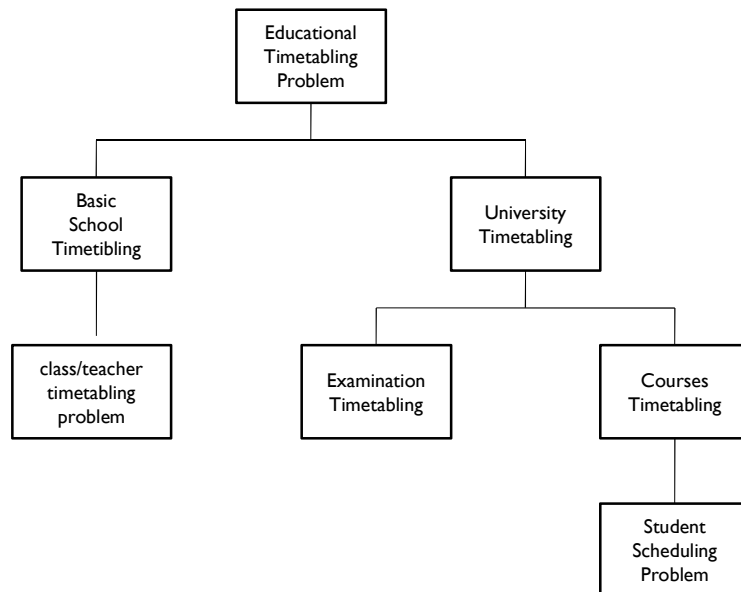 Educational
Timetabling
Problem
Basic
School
Timetibling
University
Timetabling
class/teacher
timetabling
problem
Examination
Timetabling
Courses
Timetabling
Student
Scheduling
Problem